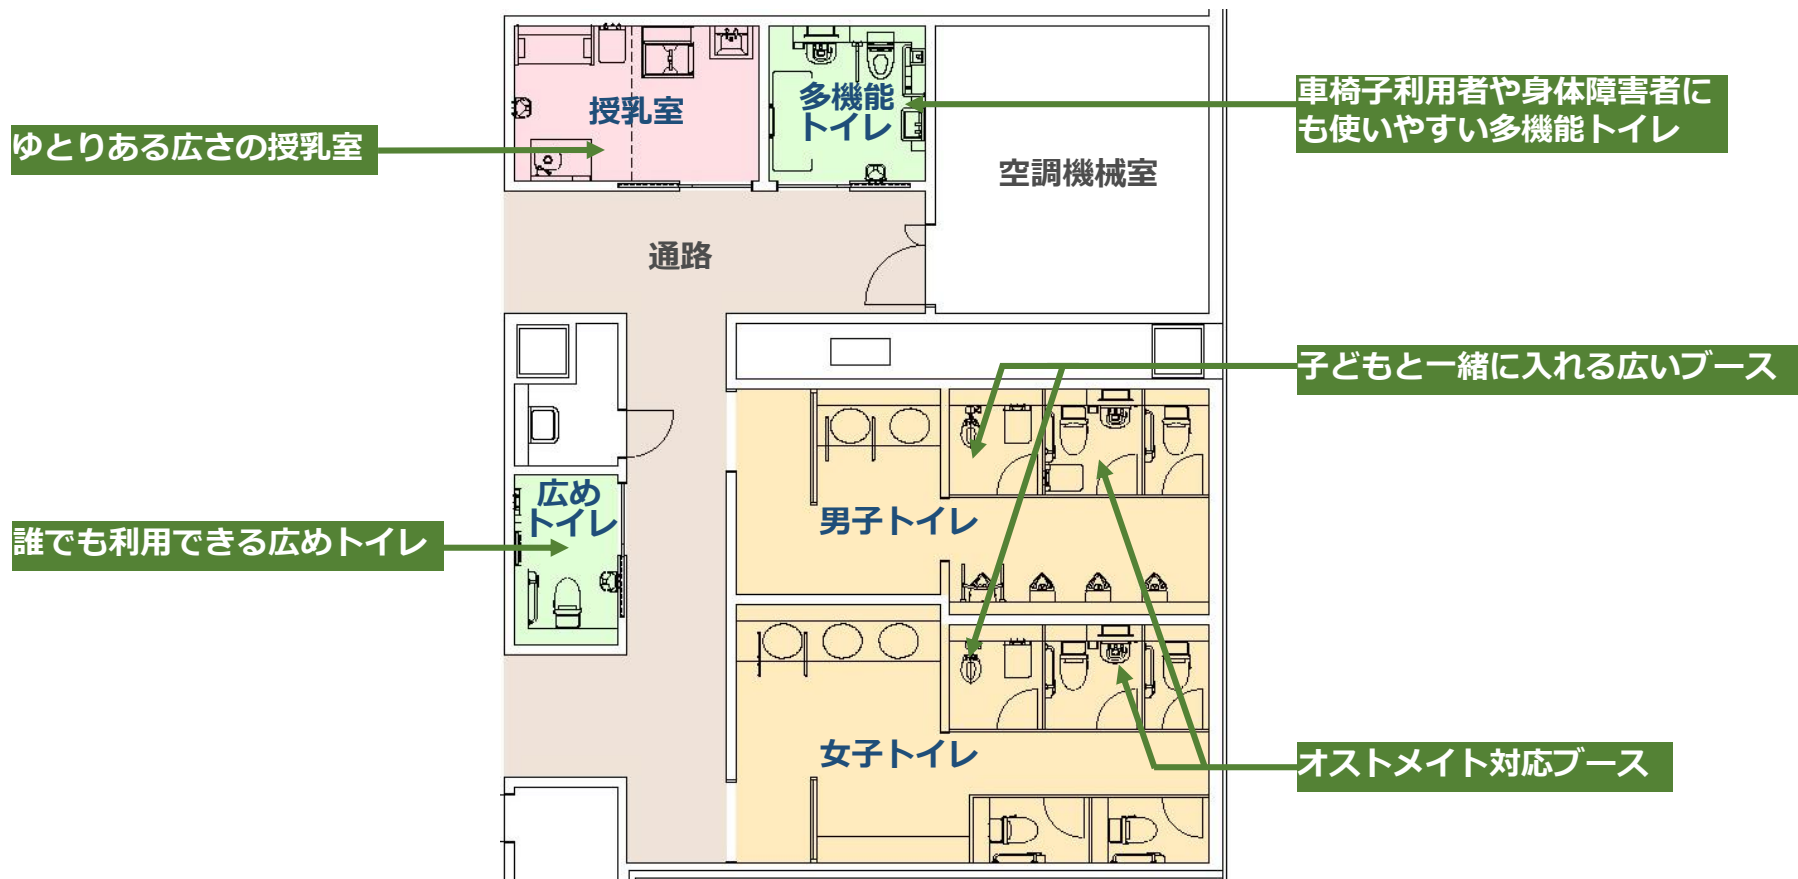 授乳室
多機能
トイレ
車椅子利用者や身体障害者に
も使いやすい多機能トイレ
ゆとりある広さの授乳室
空調機械室
通路
子どもと一緒に入れる広いブース
広め
トイレ
誰でも利用できる広めトイレ
男子トイレ
女子トイレ
オストメイト対応ブース